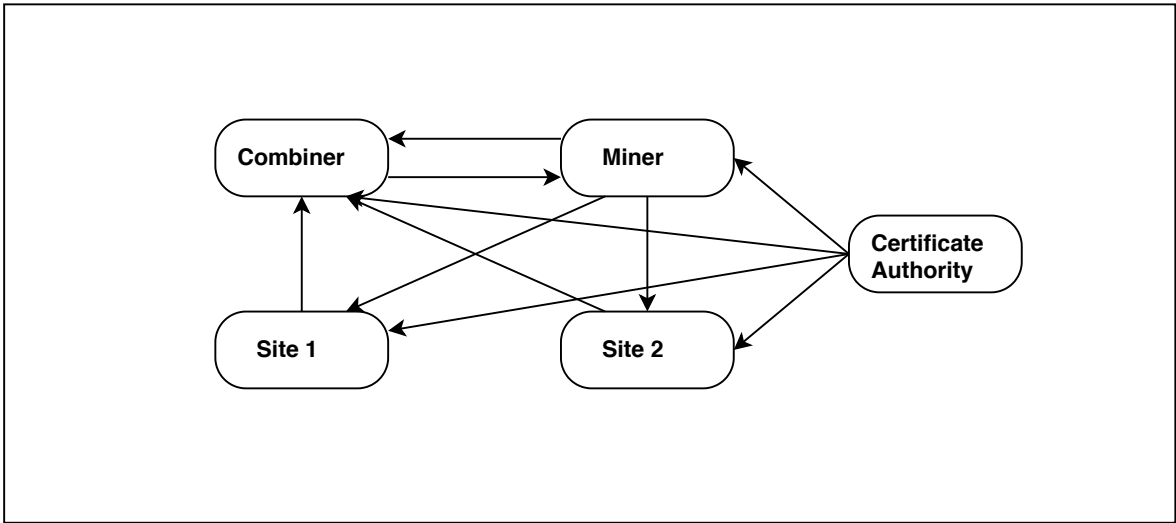 Combiner
Miner
Certificate
Authority
Site 1
Site 2